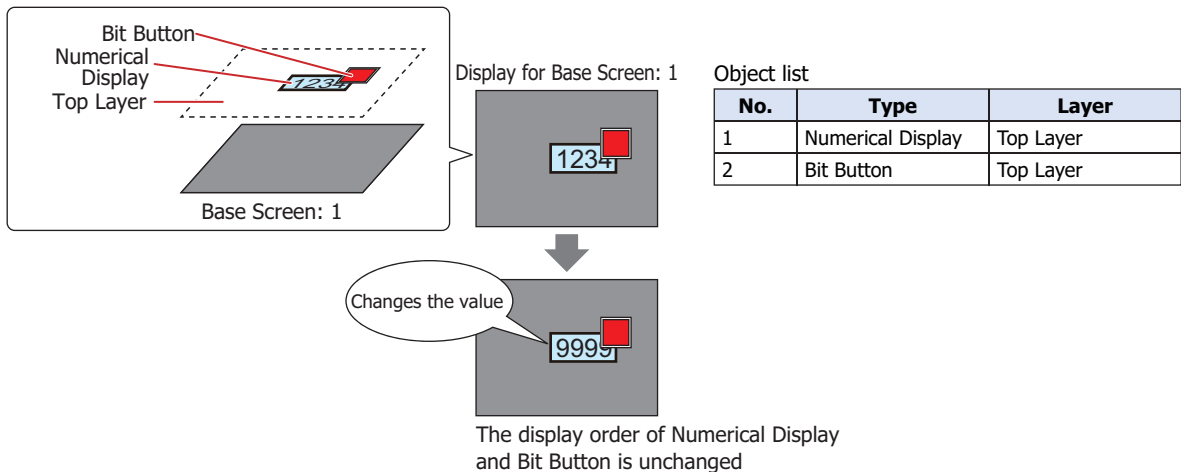 Bit Button
Numerical
Display
1234
Top Layer
Base Screen: 1
Display for Base Screen: 1
1234
Changes the value
9999
The display order of Numerical Display
and Bit Button is unchanged
Object list
No. Type Layer
1 Numerical Display Top Layer
2 Bit Button Top Layer